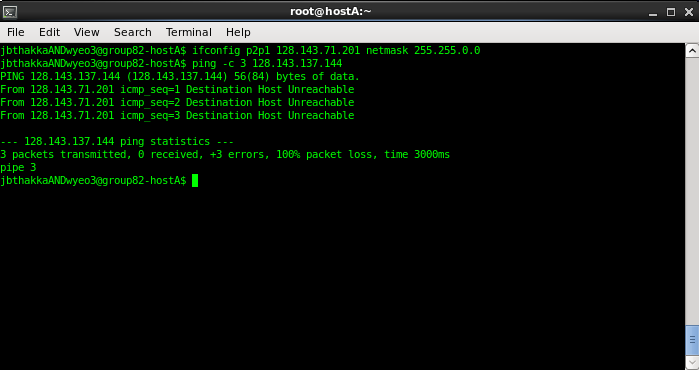 root@hostA:~
File Edit View Search Terminal Help
jbthakkaANDwyeo3@group82-hostA$ ifconfig p2p1 128.143.71.201 netmask 255.255.0.0
jbthakkaANDwyeo3@group82-hostA$ ping -c 3 128.143.137.144
PING 128.143.137.144 (128.143.137.144) 56(84) bytes of data.
From 128.143.71.201 icmp_seq=1 Destination Host Unreachable
From 128.143.71.201 icmp_seq=2 Destination Host Unreachable
From 128.143.71.201 icmp_seq=3 Destination Host Unreachable
--- 128.143.137.144 ping statistics ---
3 packets transmitted, 0 received, +3 errors, 100% packet loss, time 3000ms
pipe 3
jbthakkaANDwyeo3@group82-hostA$